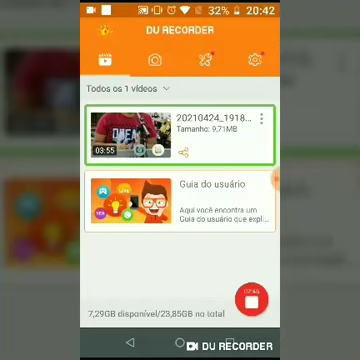 32% 20:42
DU RECORDER
Todos os 1 vídeos
20210424_1918...
Tamanho: 9,71MB
03:55
Guia do usuário
Aqui você encontra um
Guia do usuário que expli...
7,29GB disponível/23,85GB no total
DU RECORDER